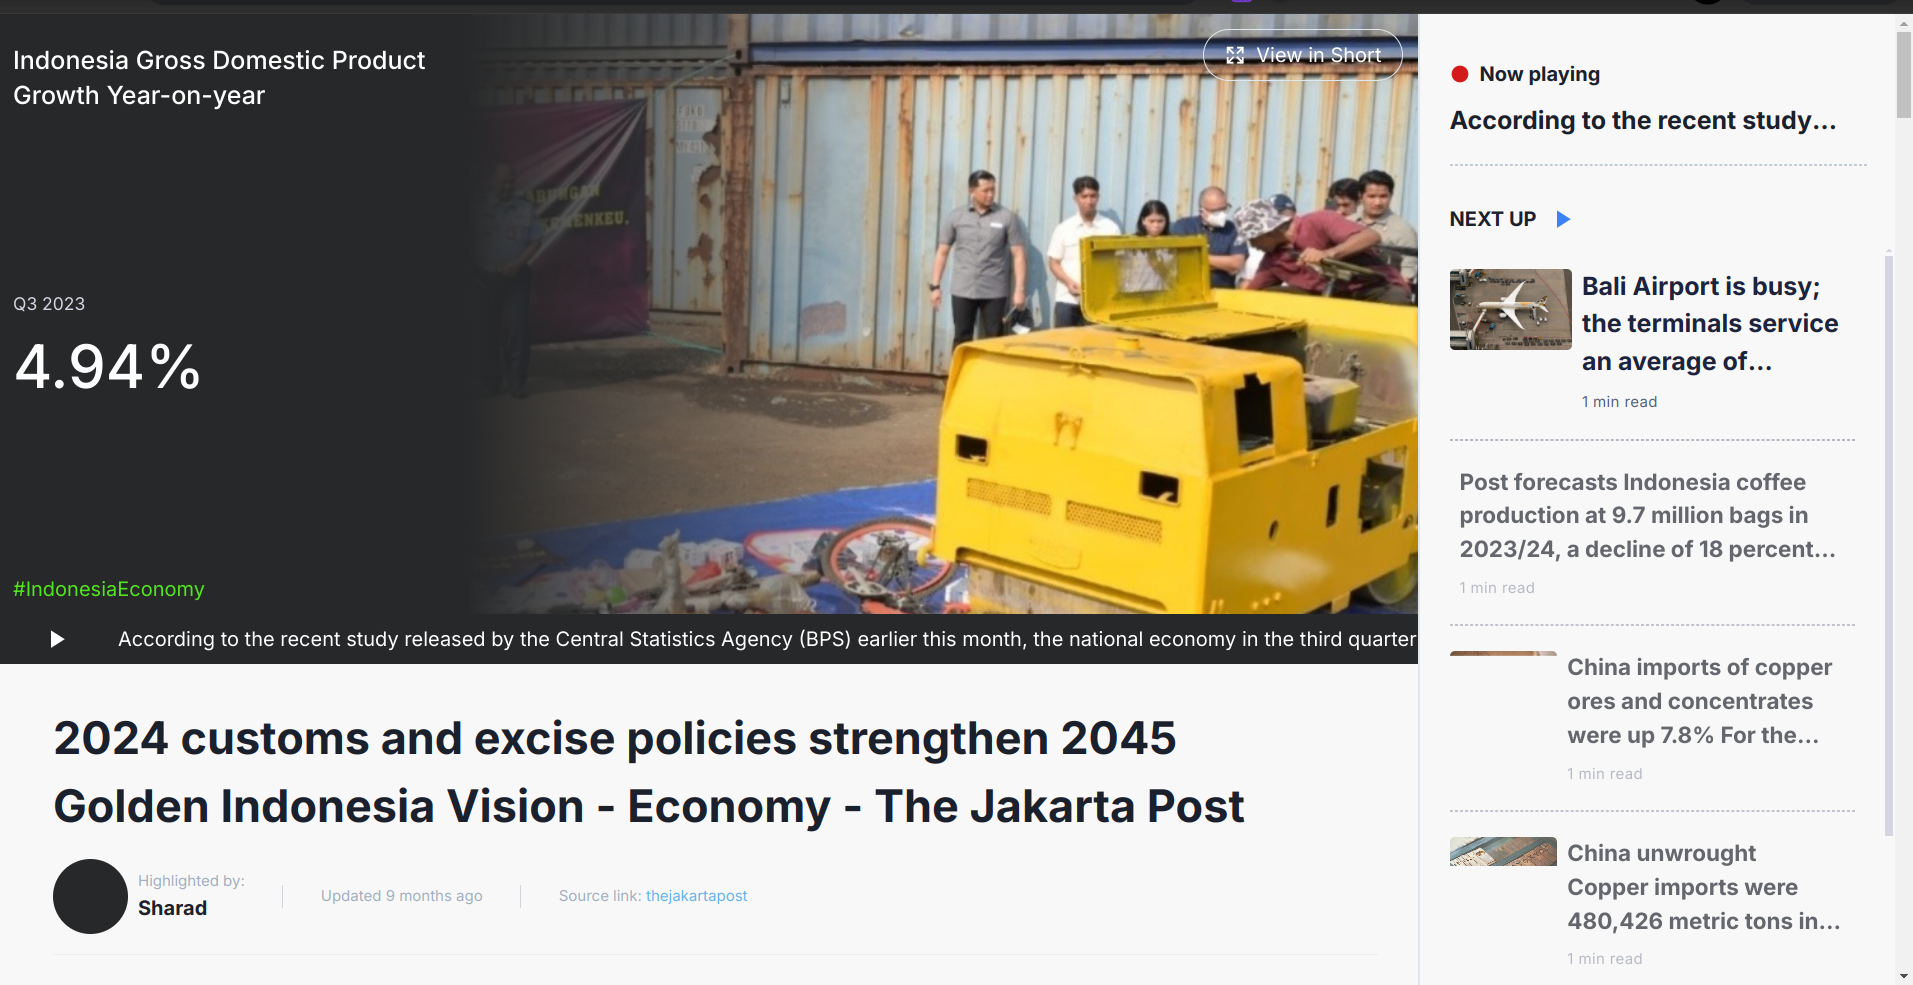 Indonesia Gross Domestic Product
Growth Year-on-year
Q3 2023
4.94%
#IndonesiaEconomy
View in Short
KEMENKEU.
According to the recent study released by the Central Statistics Agency (BPS) earlier this month, the national economy in the third quarter
2024 customs and excise policies strengthen 2045
Golden Indonesia Vision - Economy - The Jakarta Post
Highlighted by:
Sharad
Updated 9 months ago
Source link: thejakartapost
Now playing
According to the recent study...
NEXT UP
Bali Airport is busy;
the terminals service
an average of...
1 min read
Post forecasts Indonesia coffee
production at 9.7 million bags in
2023/24, a decline of 18 percent...
1 min read
China imports of copper
ores and concentrates
were up 7.8% For the...
1 min read
China unwrought
Copper imports were
480,426 metric tons in...
1 min read